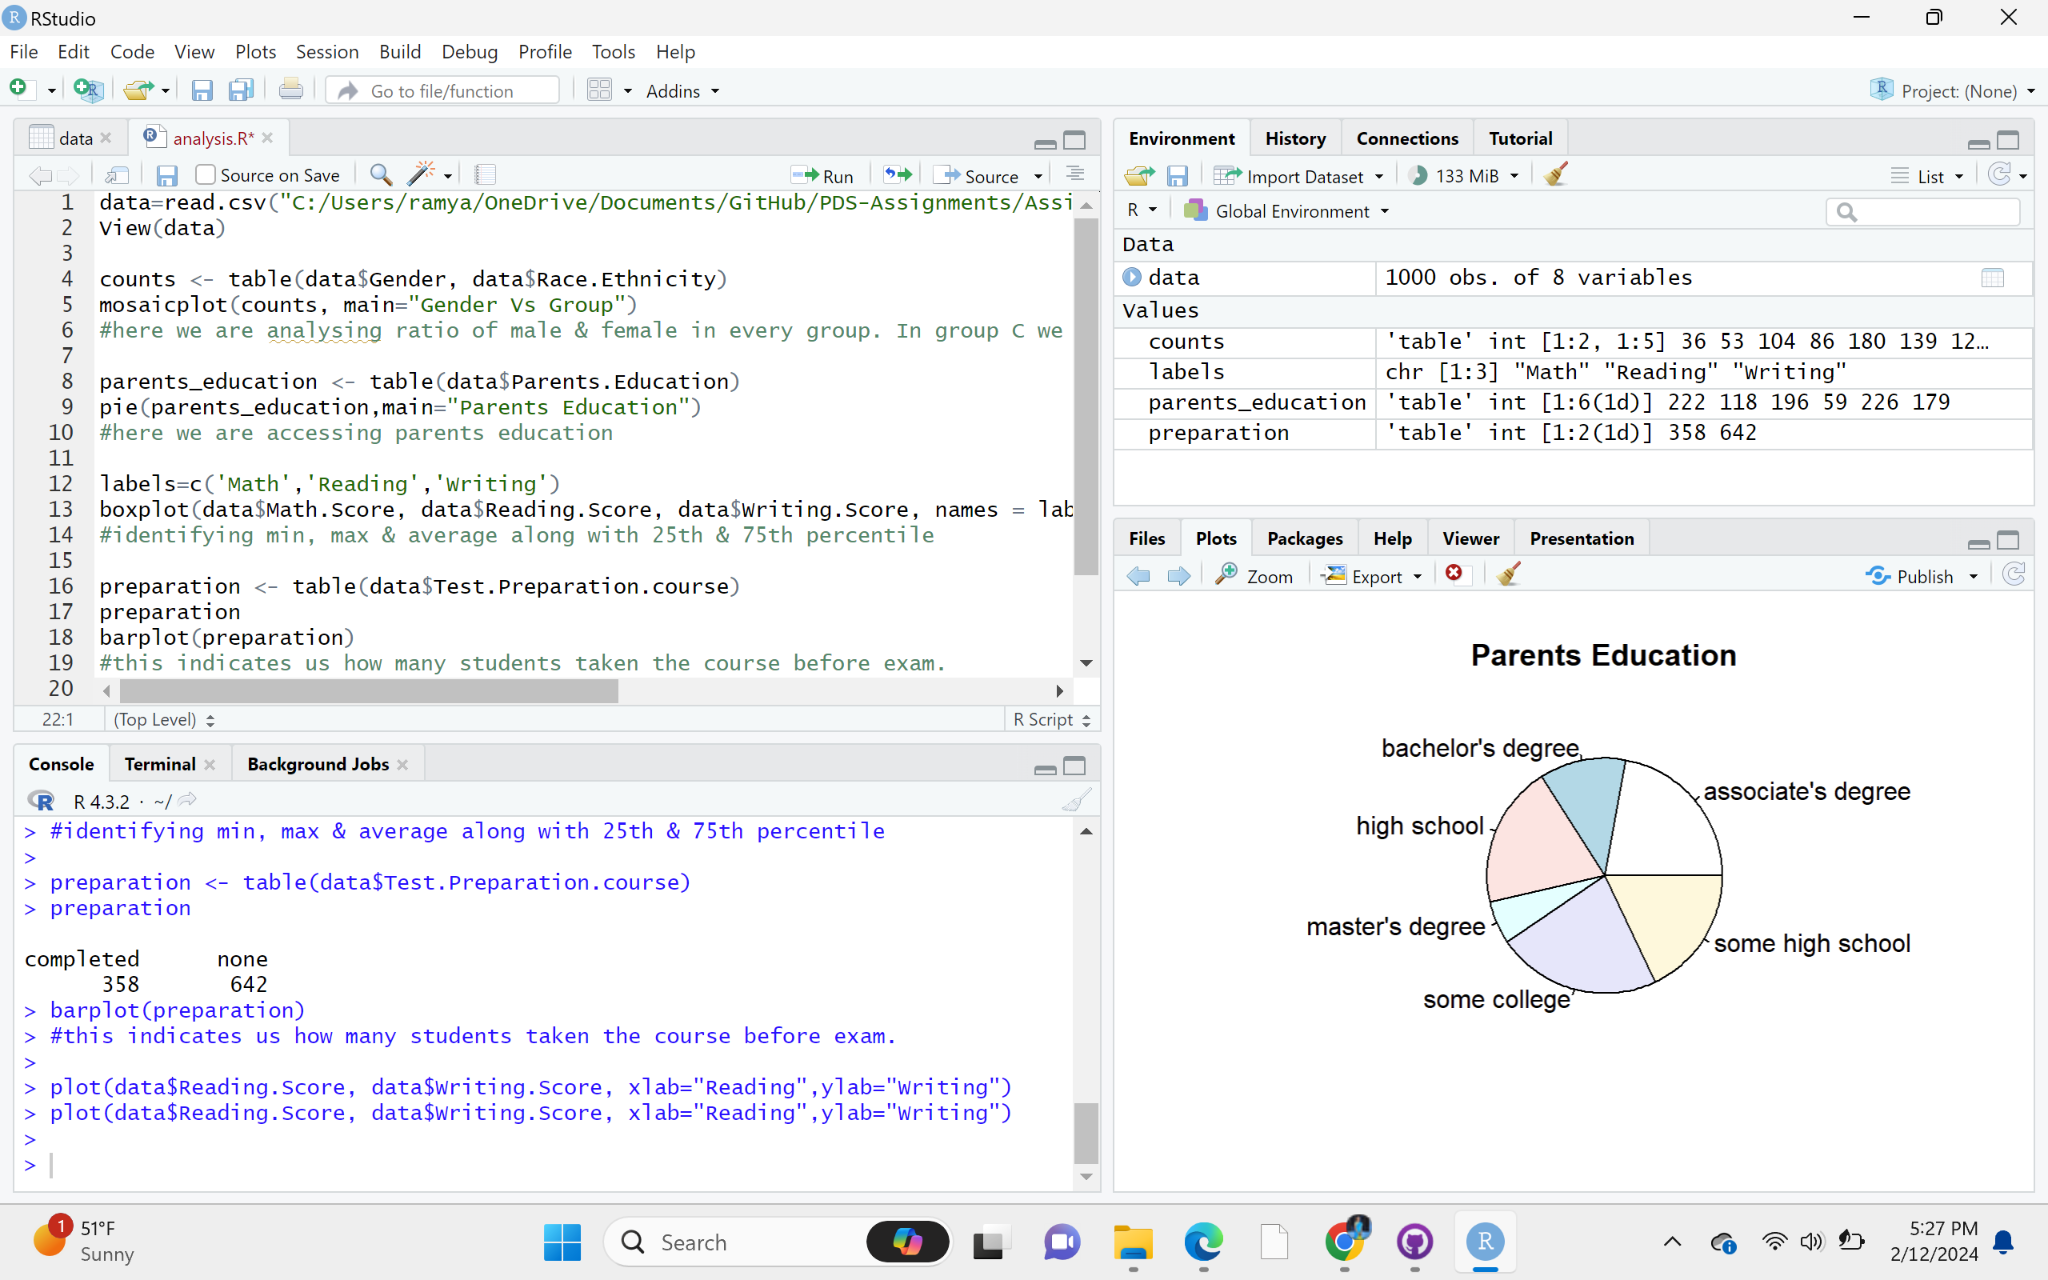 RStudio
File Edit Code View Plots Session Build Debug Profile Tools Help
Go to file/function Addins Project: (None)
data analysis.R*
Source on Save Run Source
1 data=read.csv("C:/Users/ramya/OneDrive/Documents/GitHub/PDS-Assignments/Assi
2 View(data)
3
4 counts <- table(data$Gender, data$Race.Ethnicity)
5 mosaicplot(counts, main="Gender Vs Group")
6 #here we are analysing ratio of male & female in every group. In group C we
7
8 parents_education <- table(data$Parents.Education)
9 pie(parents_education,main="Parents Education")
10 #here we are accessing parents education
11
12 labels=c('Math','Reading','Writing')
13 boxplot(data$Math.Score, data$Reading.Score, data$Writing.Score, names = lab
14 #identifying min, max & average along with 25th & 75th percentile
15
16 preparation <- table(data$Test.Preparation.course)
17 preparation
18 barplot(preparation)
19 #this indicates us how many students taken the course before exam.
20
22:1 (Top Level) R Script
Console Terminal Background Jobs
R 4.3.2 · ~/
> #identifying min, max & average along with 25th & 75th percentile
>
> preparation <- table(data$Test.Preparation.course)
> preparation
completed none
358 642
> barplot(preparation)
> #this indicates us how many students taken the course before exam.
>
> plot(data$Reading.Score, data$Writing.Score, xlab="Reading",ylab="Writing")
> plot(data$Reading.Score, data$Writing.Score, xlab="Reading",ylab="Writing")
>
>
Environment History Connections Tutorial
Import Dataset 133 MiB List
R Global Environment
Data
data 1000 obs. of 8 variables
Values
counts 'table' int [1:2, 1:5] 36 53 104 86 180 139 12…
labels chr [1:3] "Math" "Reading" "Writing"
parents_education 'table' int [1:6(1d)] 222 118 196 59 226 179
preparation 'table' int [1:2(1d)] 358 642
Files Plots Packages Help Viewer Presentation
Zoom Export Publish
Parents Education
bachelor's degree
associate's degree
high school
master's degree
some high school
some college
1 51°F
Sunny
Search
R
5:27 PM
2/12/2024